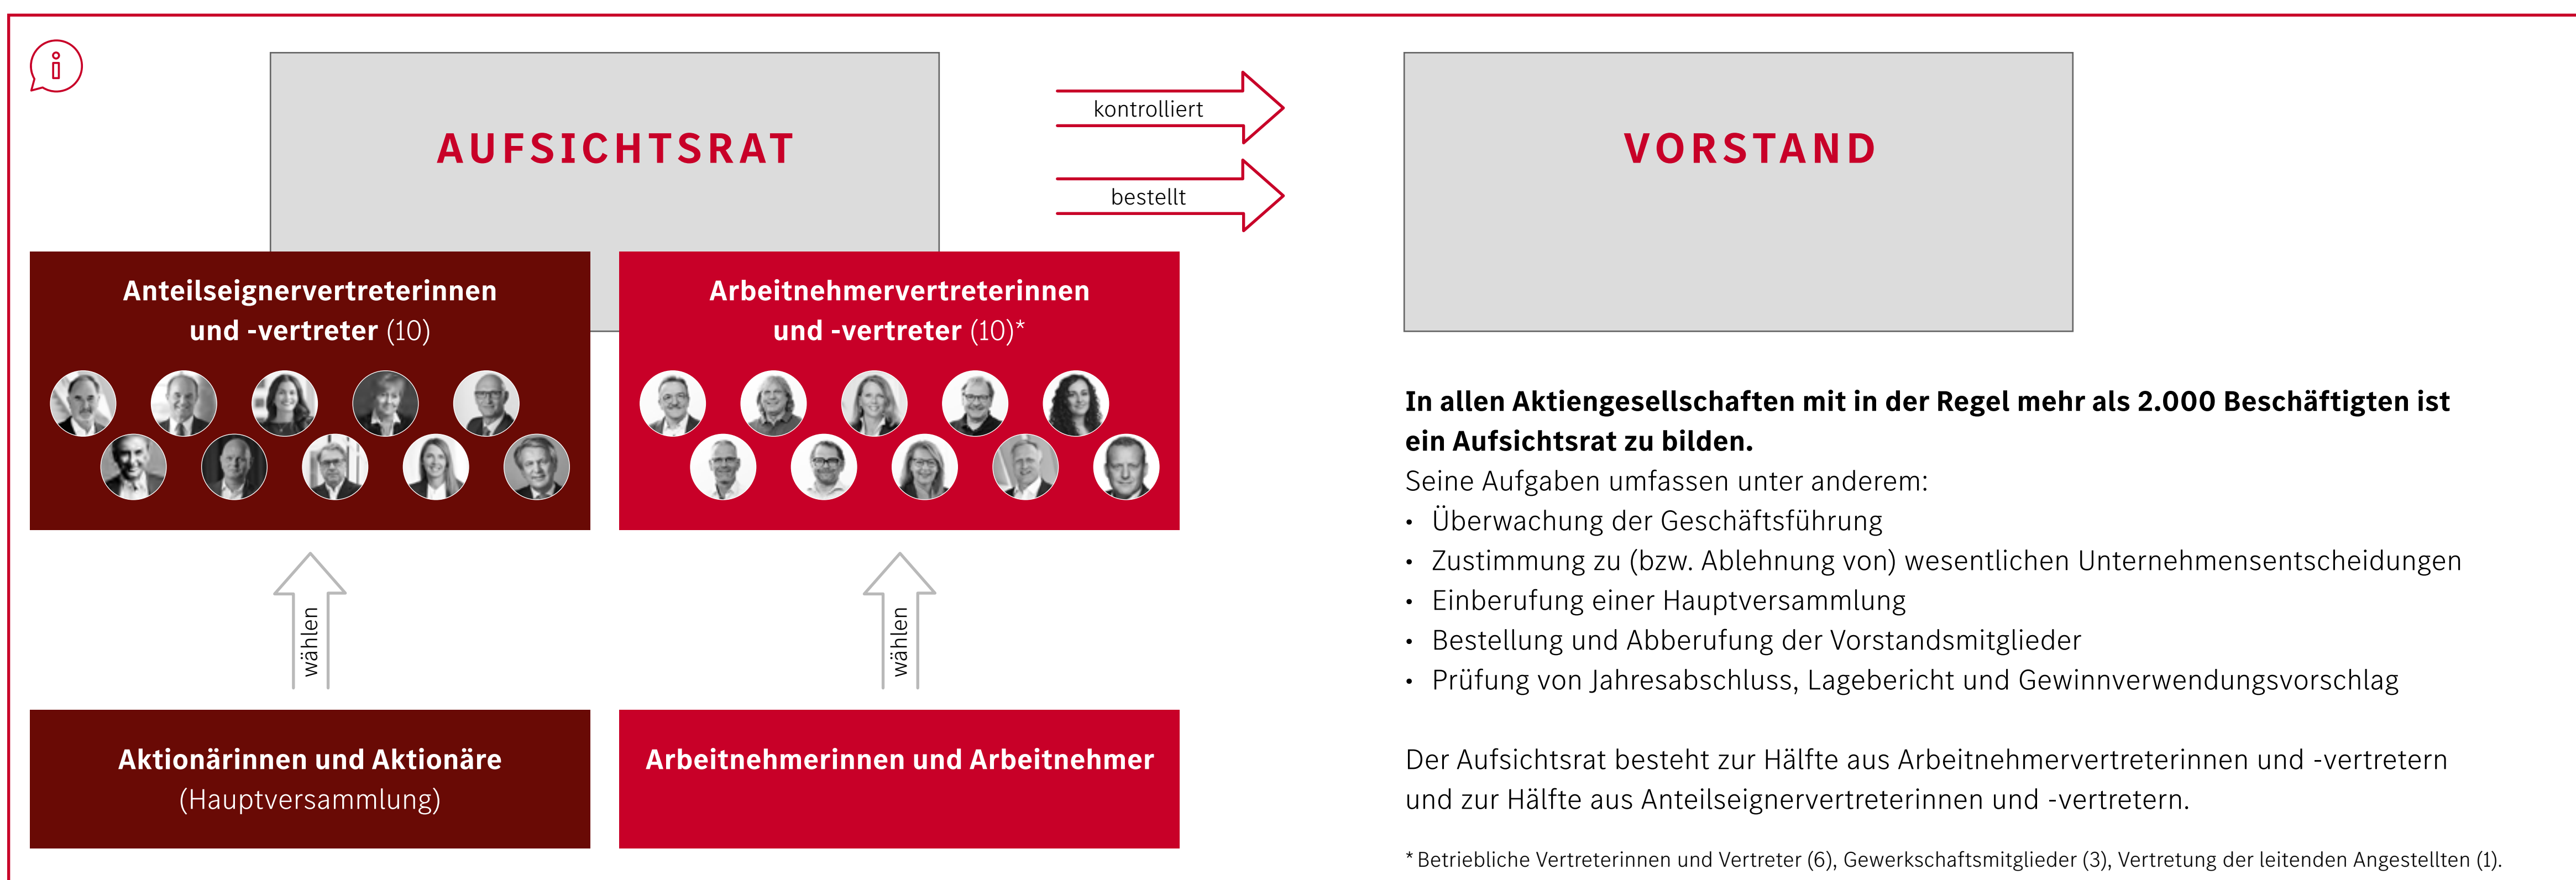 AUFSICHTSRAT
kontrolliert
bestellt
VORSTAND
Anteilseignervertreterinnen
und -vertreter (10)
Arbeitnehmervertreterinnen
und -vertreter (10)*
wählen
wählen
Aktionärinnen und Aktionäre
(Hauptversammlung)
Arbeitnehmerinnen und Arbeitnehmer
In allen Aktiengesellschaften mit in der Regel mehr als 2.000 Beschäftigten ist
ein Aufsichtsrat zu bilden.
Seine Aufgaben umfassen unter anderem:
• Überwachung der Geschäftsführung
• Zustimmung zu (bzw. Ablehnung von) wesentlichen Unternehmensentscheidungen
• Einberufung einer Hauptversammlung
• Bestellung und Abberufung der Vorstandsmitglieder
• Prüfung von Jahresabschluss, Lagebericht und Gewinnverwendungsvorschlag
Der Aufsichtsrat besteht zur Hälfte aus Arbeitnehmervertreterinnen und -vertretern
und zur Hälfte aus Anteilseignervertreterinnen und -vertretern.
* Betriebliche Vertreterinnen und Vertreter (6), Gewerkschaftsmitglieder (3), Vertretung der leitenden Angestellten (1).